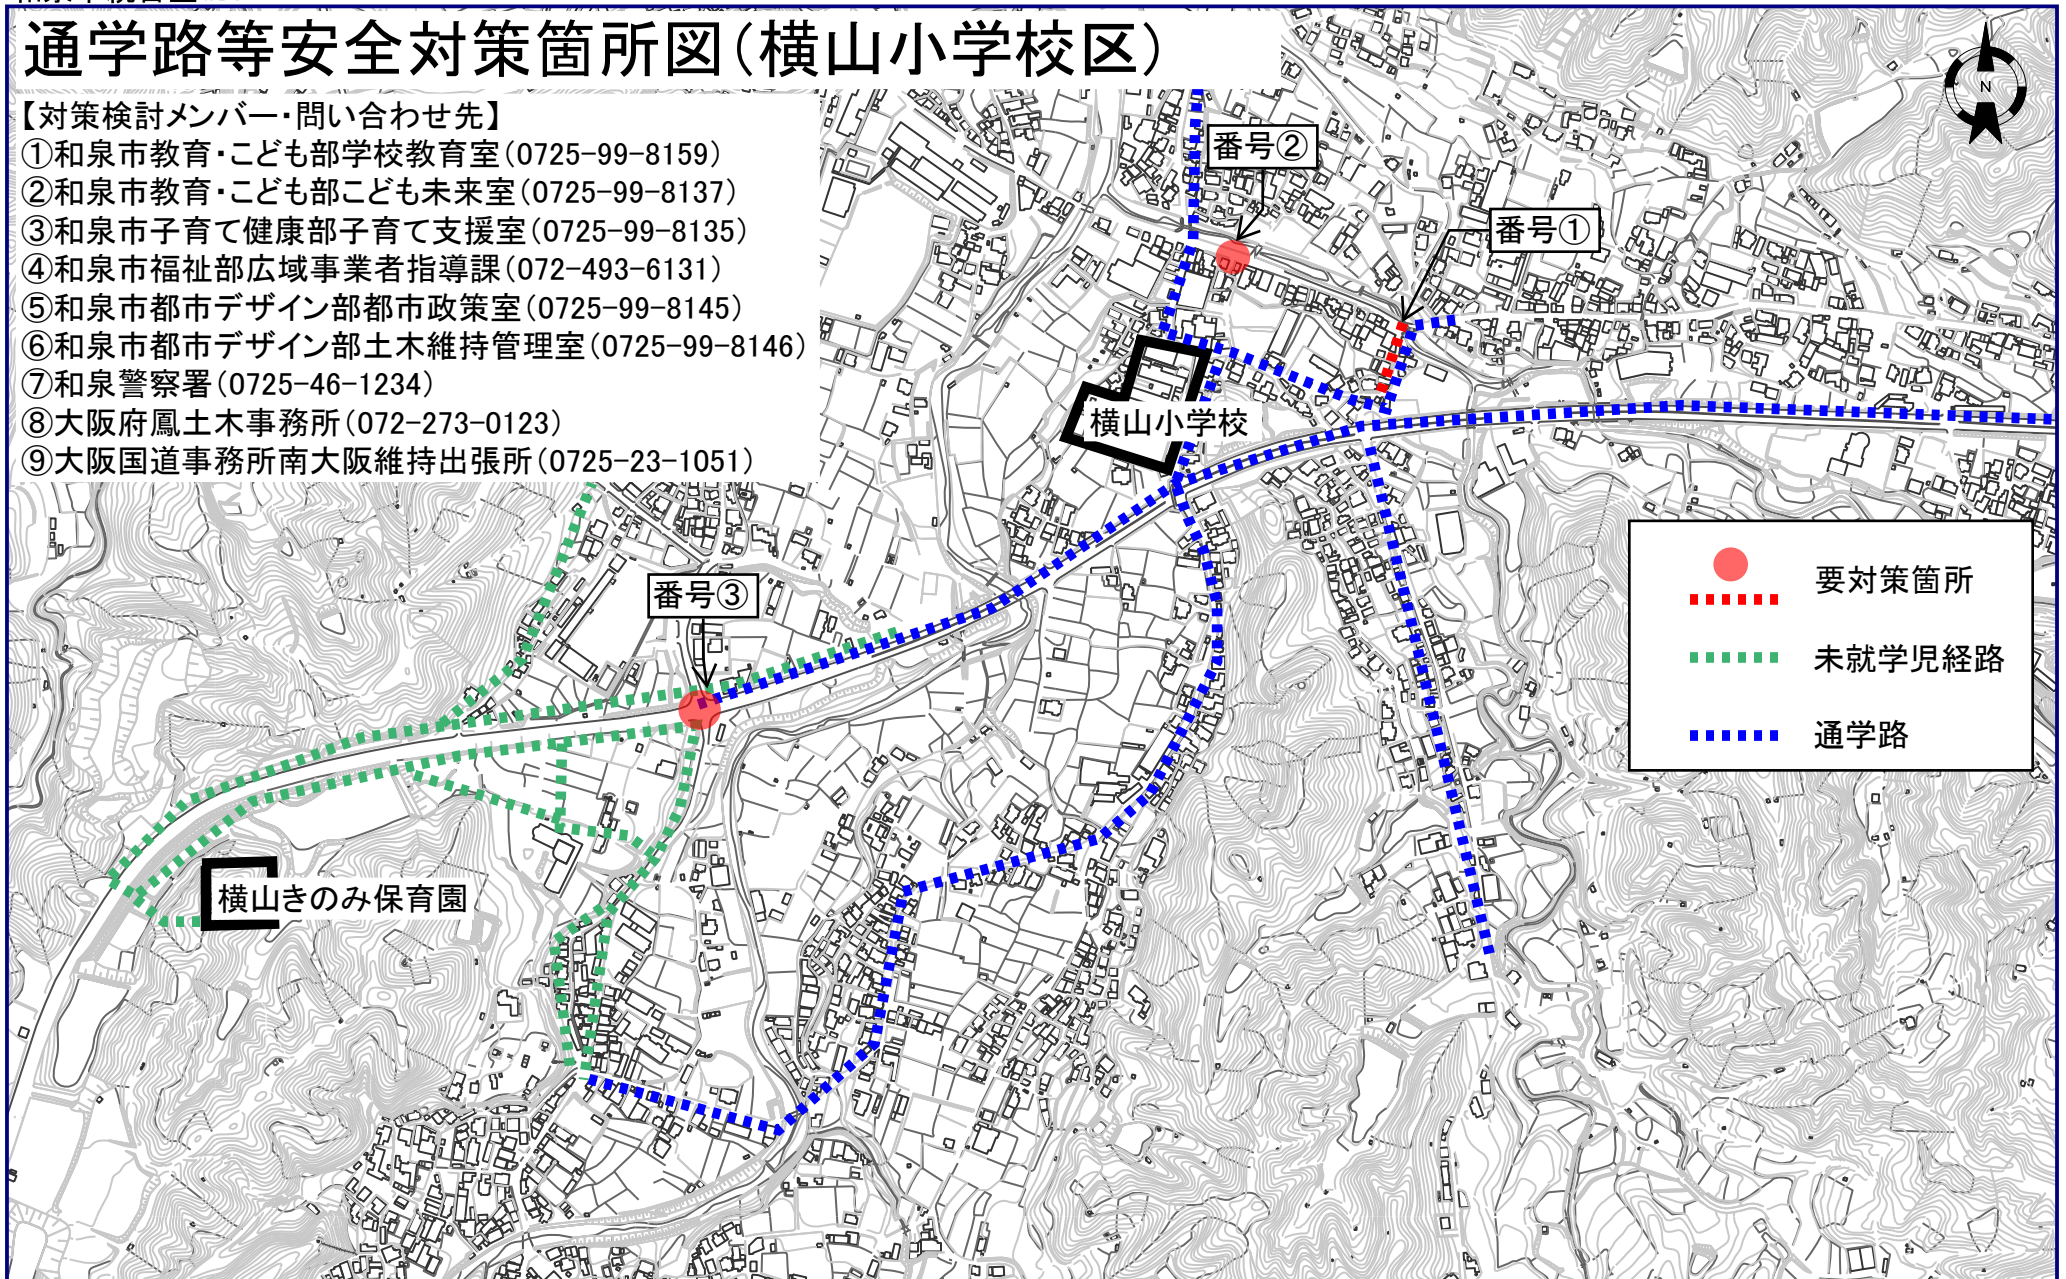 通学路等安全対策箇所図(横山小学校区)
【対策検討メンバー・問い合わせ先】
①和泉市教育・こども部学校教育室(0725-99-8159)
②和泉市教育・こども部こども未来室(0725-99-8137)
③和泉市子育て健康部子育て支援室(0725-99-8135)
④和泉市福祉部広域事業者指導課(072-493-6131)
⑤和泉市都市デザイン部都市政策室(0725-99-8145)
⑥和泉市都市デザイン部土木維持管理室(0725-99-8146)
⑦和泉警察署(0725-46-1234)
⑧大阪府鳳土木事務所(072-273-0123)
⑨大阪国道事務所南大阪維持出張所(0725-23-1051)
N
番号②
番号①
横山小学校
番号③
要対策箇所
未就学児経路
通学路
横山きのみ保育園